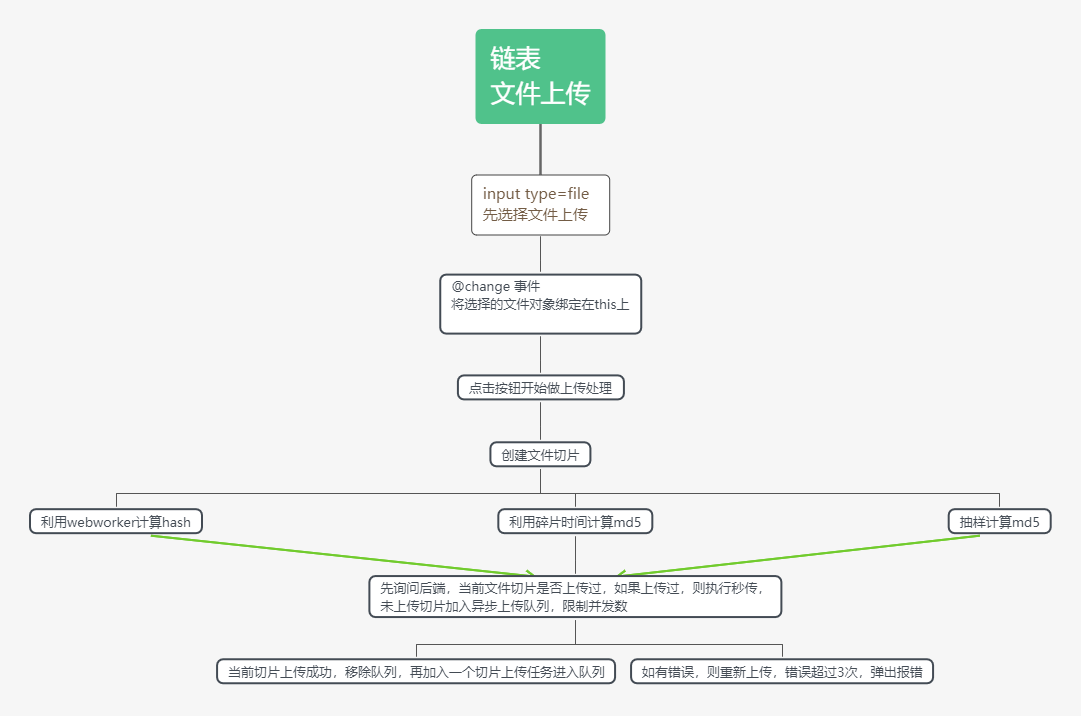 链表
文件上传
input type=file
先选择文件上传
@change 事件
将选择的文件对象绑定在this上
点击按钮开始做上传处理
创建文件切片
利用webworker计算hash
利用碎片时间计算md5
抽样计算md5
先询问后端，当前文件切片是否上传过，如果上传过，则执行秒传，
未上传切片加入异步上传队列，限制并发数
当前切片上传成功，移除队列，再加入一个切片上传任务进入队列
如有错误，则重新上传，错误超过3次，弹出报错